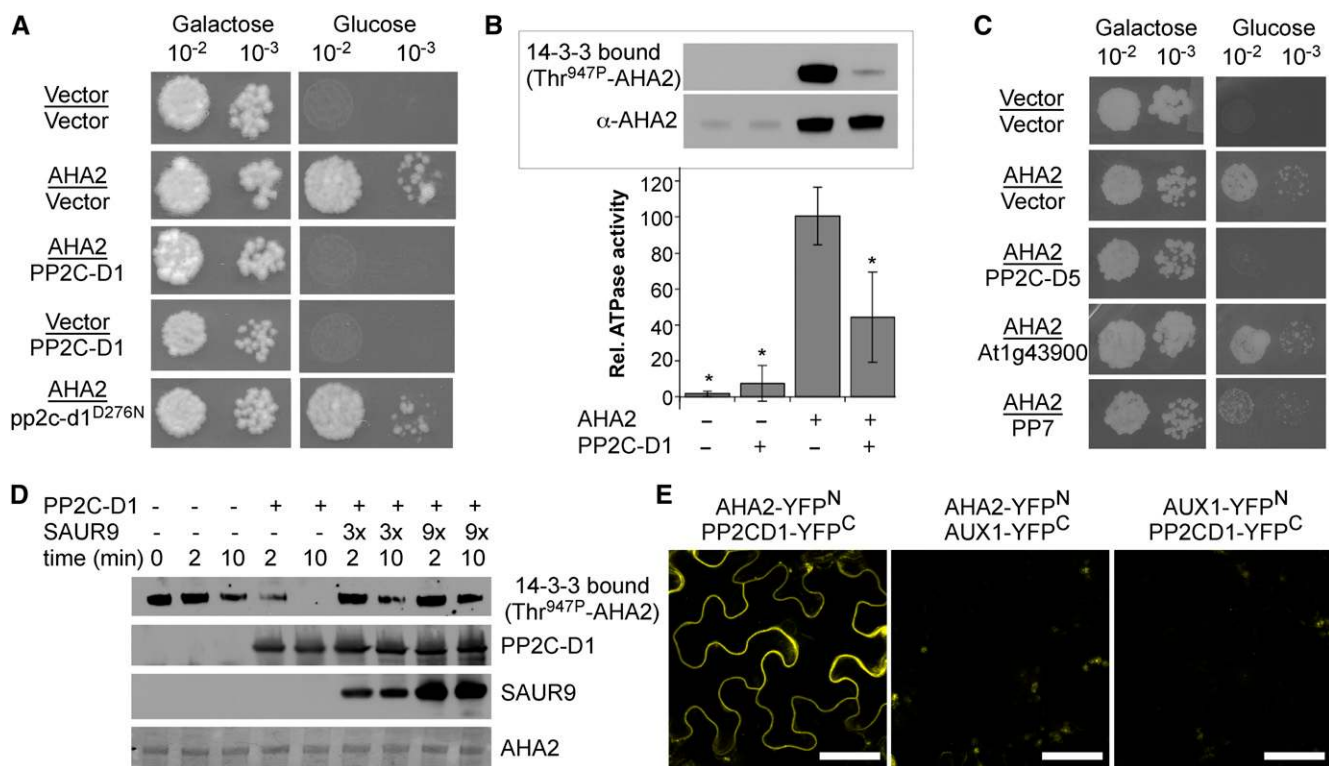 A
Galactose Glucose
10-2 10-3 10-2 10-3
Vector
Vector
AHA2
Vector
AHA2
PP2C-D1
Vector
PP2C-D1
AHA2
pp2c-d1D276N
B
14-3-3 bound
(Thr947P-AHA2)
α-AHA2
Rel. ATPase activity
120
100
80
60
40
20
0
* * *
AHA2 – – + +
PP2C-D1 – + – +
C
Galactose Glucose
10-2 10-3 10-2 10-3
Vector
Vector
AHA2
Vector
AHA2
PP2C-D5
AHA2
At1g43900
AHA2
PP7
D
PP2C-D1 - - - + + + + + +
SAUR9 - - - - - 3x 3x 9x 9x
time (min) 0 2 10 2 10 2 10 2 10
14-3-3 bound
(Thr947P-AHA2)
PP2C-D1
SAUR9
AHA2
E
AHA2-YFPN AHA2-YFPN AUX1-YFPN
PP2CD1-YFPC AUX1-YFPC PP2CD1-YFPC